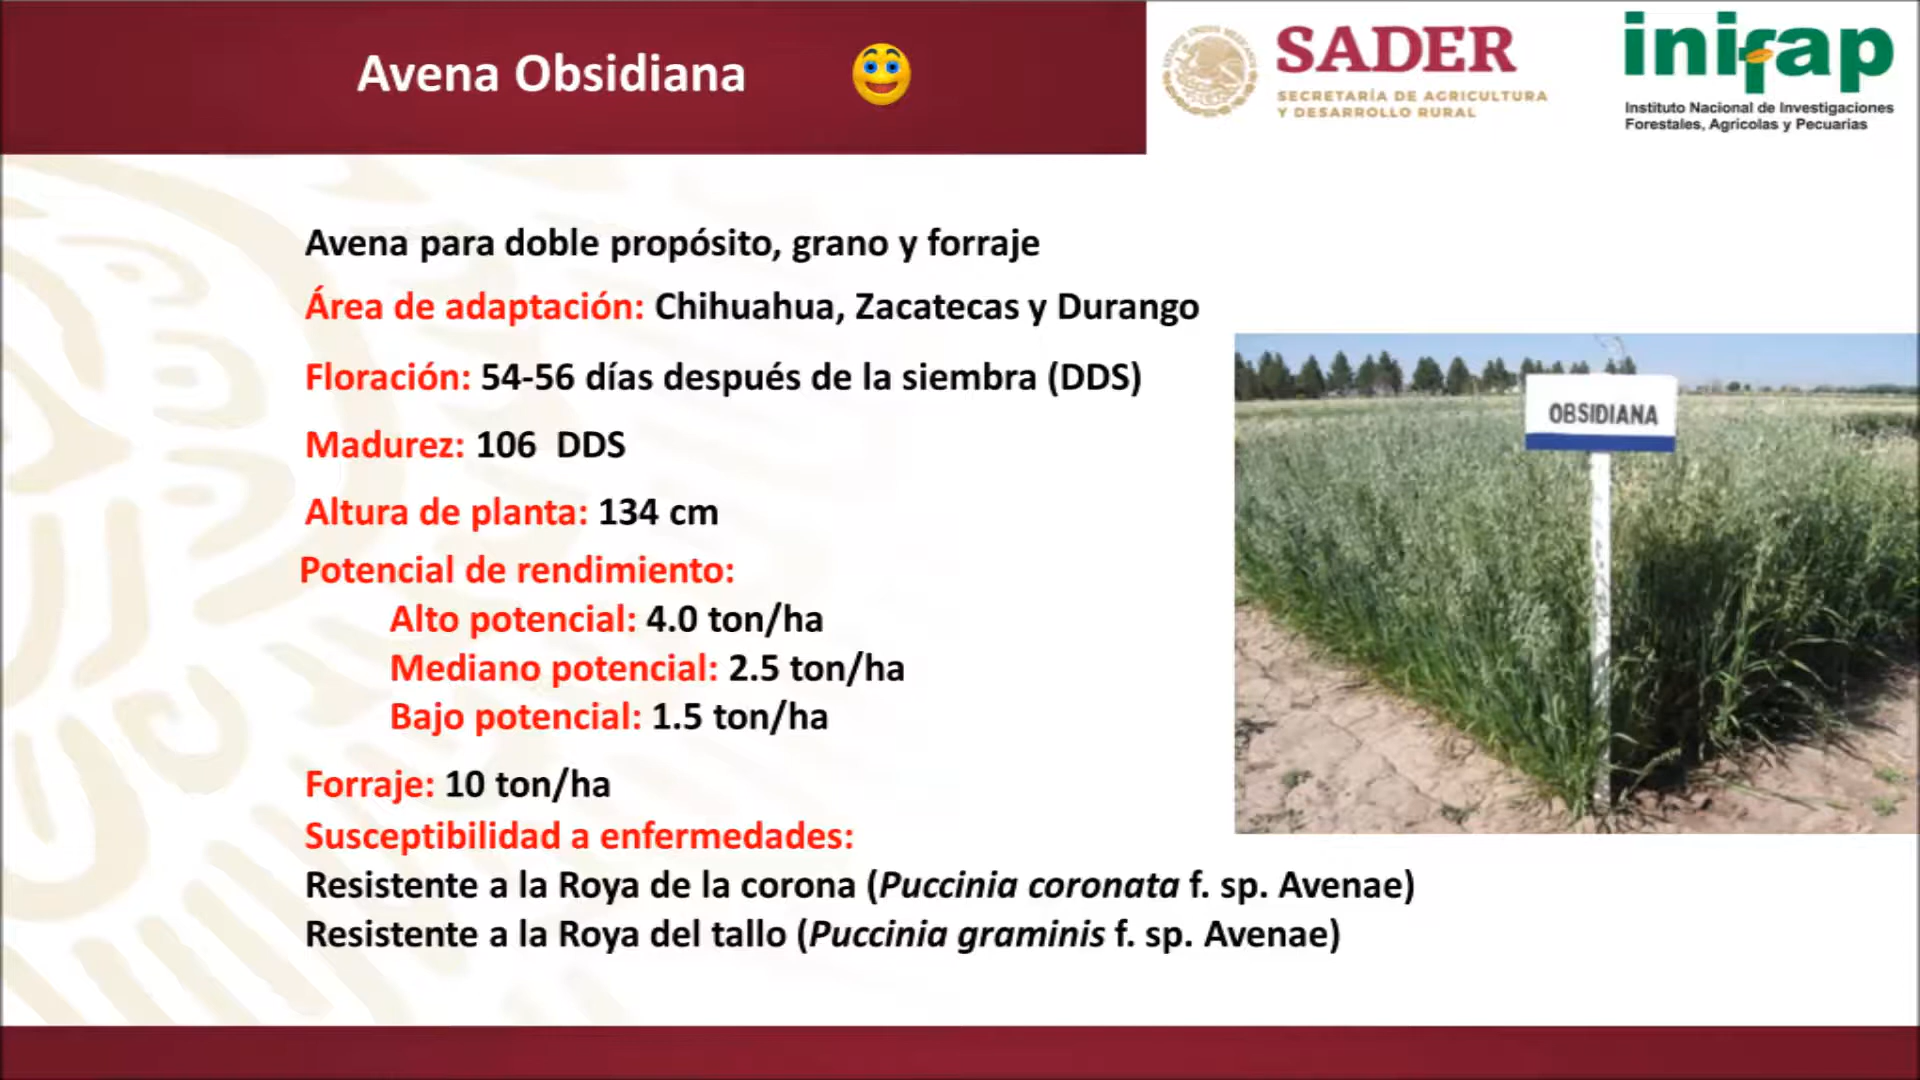 Avena Obsidiana
SADER
SECRETARÍA DE AGRICULTURA
Y DESARROLLO RURAL
inifap
Instituto Nacional de Investigaciones
Forestales, Agrícolas y Pecuarias
Avena para doble propósito, grano y forraje
Área de adaptación: Chihuahua, Zacatecas y Durango
Floración: 54-56 días después de la siembra (DDS)
Madurez: 106 DDS
Altura de planta: 134 cm
Potencial de rendimiento:
Alto potencial: 4.0 ton/ha
Mediano potencial: 2.5 ton/ha
Bajo potencial: 1.5 ton/ha
Forraje: 10 ton/ha
Susceptibilidad a enfermedades:
Resistente a la Roya de la corona (Puccinia coronata f. sp. Avenae)
Resistente a la Roya del tallo (Puccinia graminis f. sp. Avenae)
OBSIDIANA